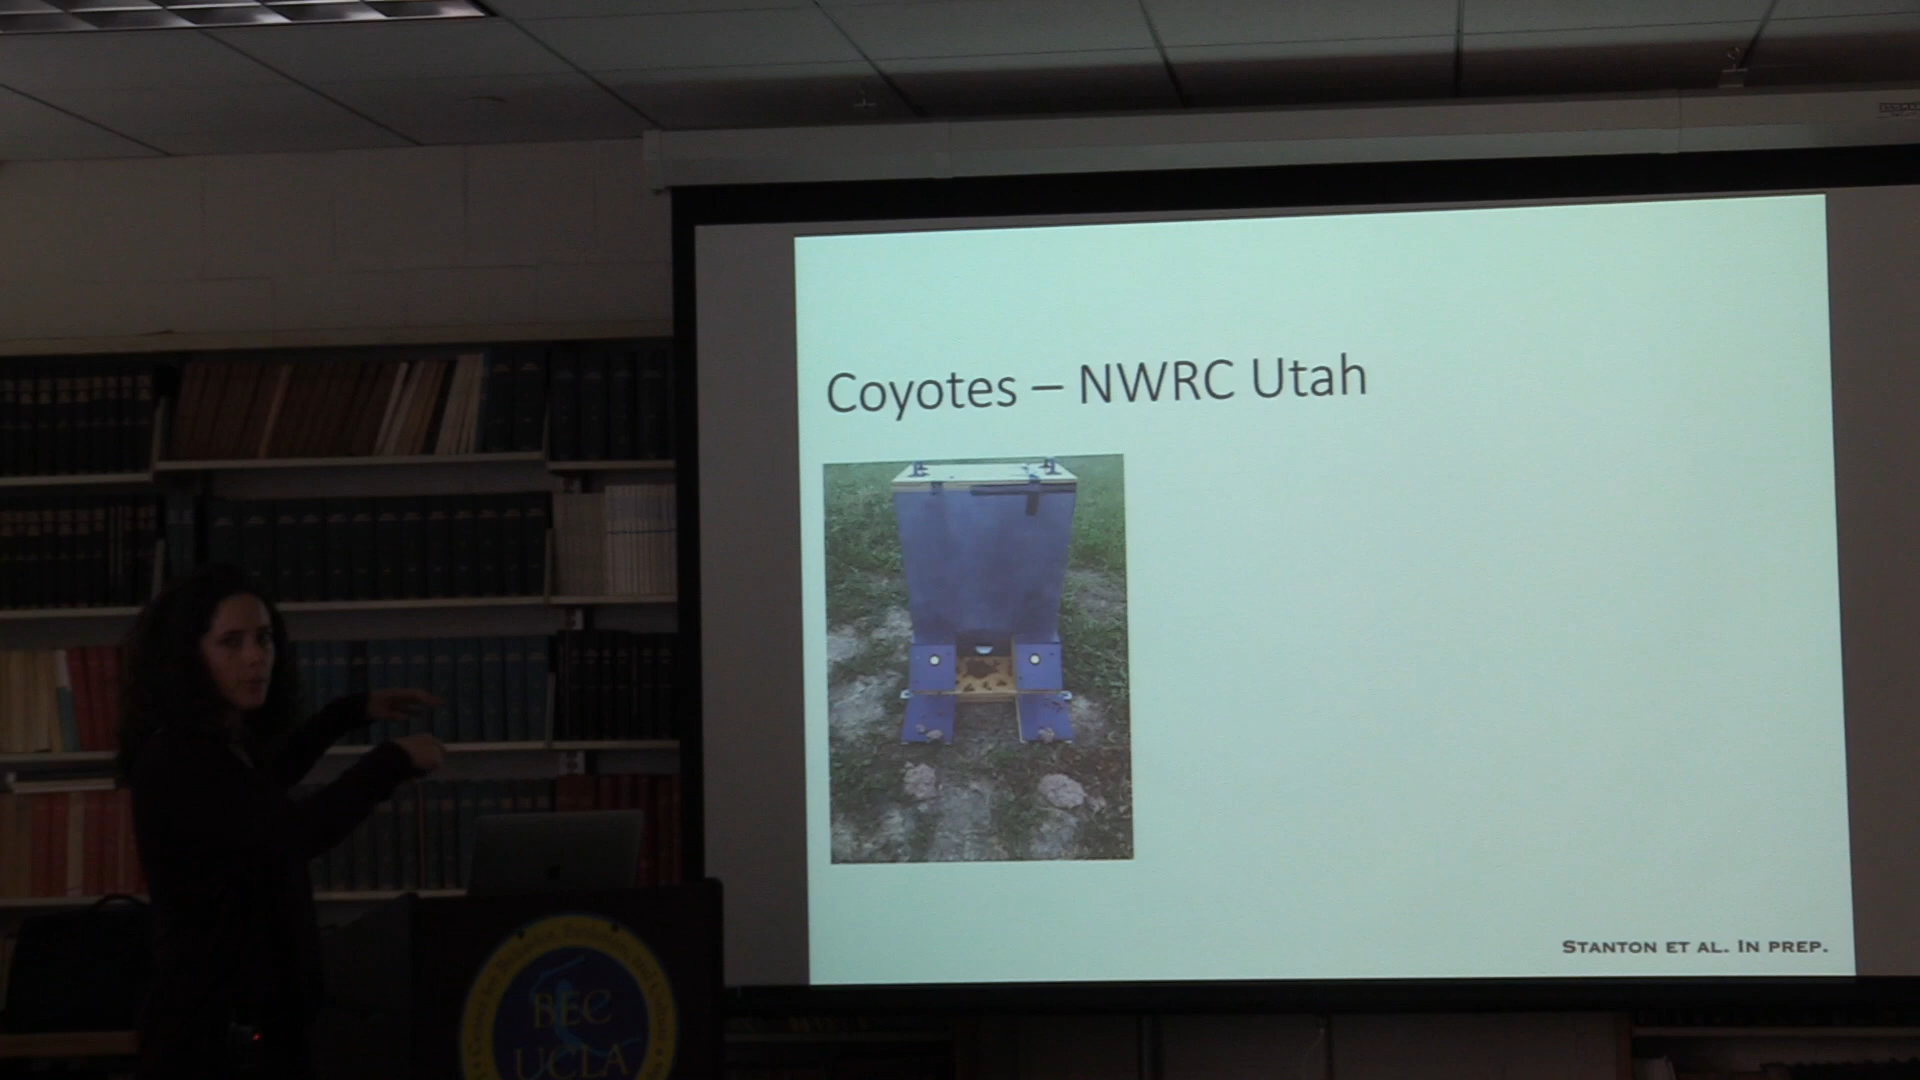 Coyotes – NWRC Utah
STANTON ET AL. IN PREP.
BEC
UCLA